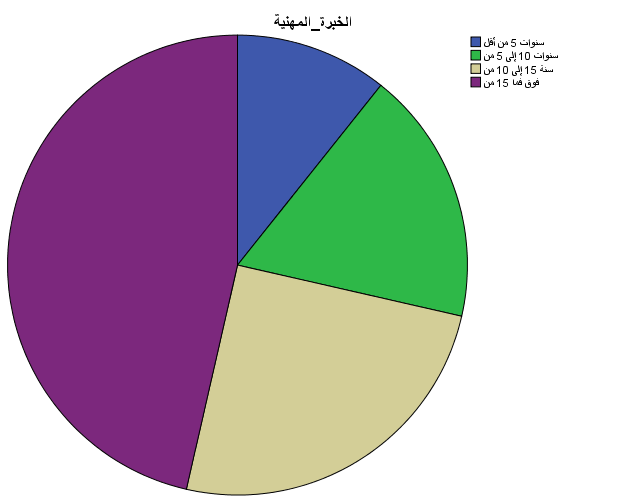 الخبرة_المهنية
سنوات 5 من أقل
سنوات 10 إلى 5 من
سنة 15 إلى 10 من
فوق فما 15 من